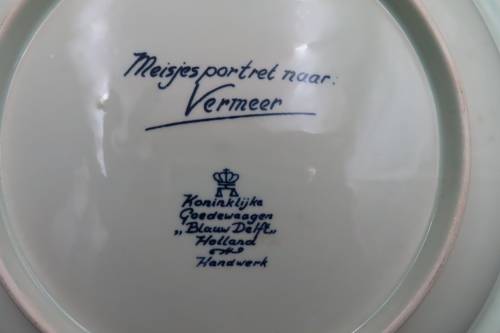 Meisjesportret naar:
Vermeer
Koninklijke
Goedewaagen
„Blauw Delft„
Holland
Handwerk